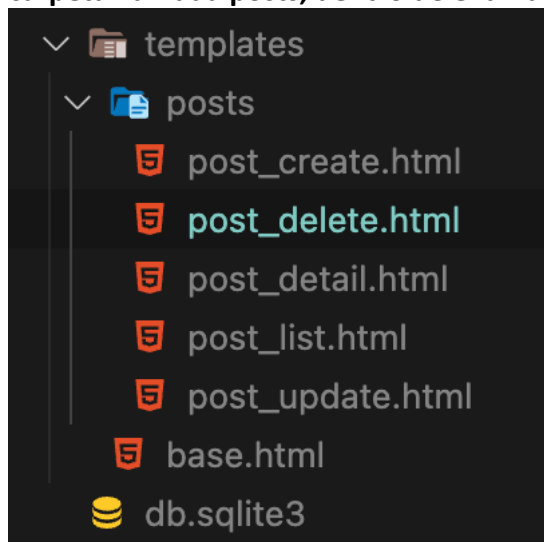 templates
posts
post_create.html
post_delete.html
post_detail.html
post_list.html
post_update.html
base.html
db.sqlite3